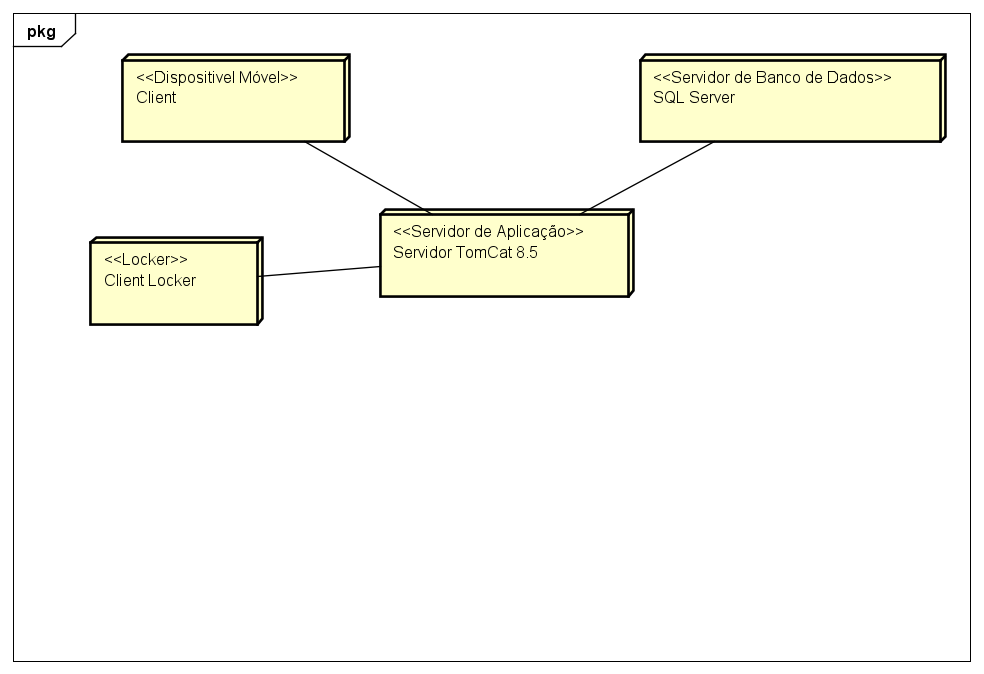 pkg
<<Dispositivel Móvel>>
Client
<<Servidor de Banco de Dados>>
SQL Server
<<Servidor de Aplicação>>
Servidor TomCat 8.5
<<Locker>>
Client Locker